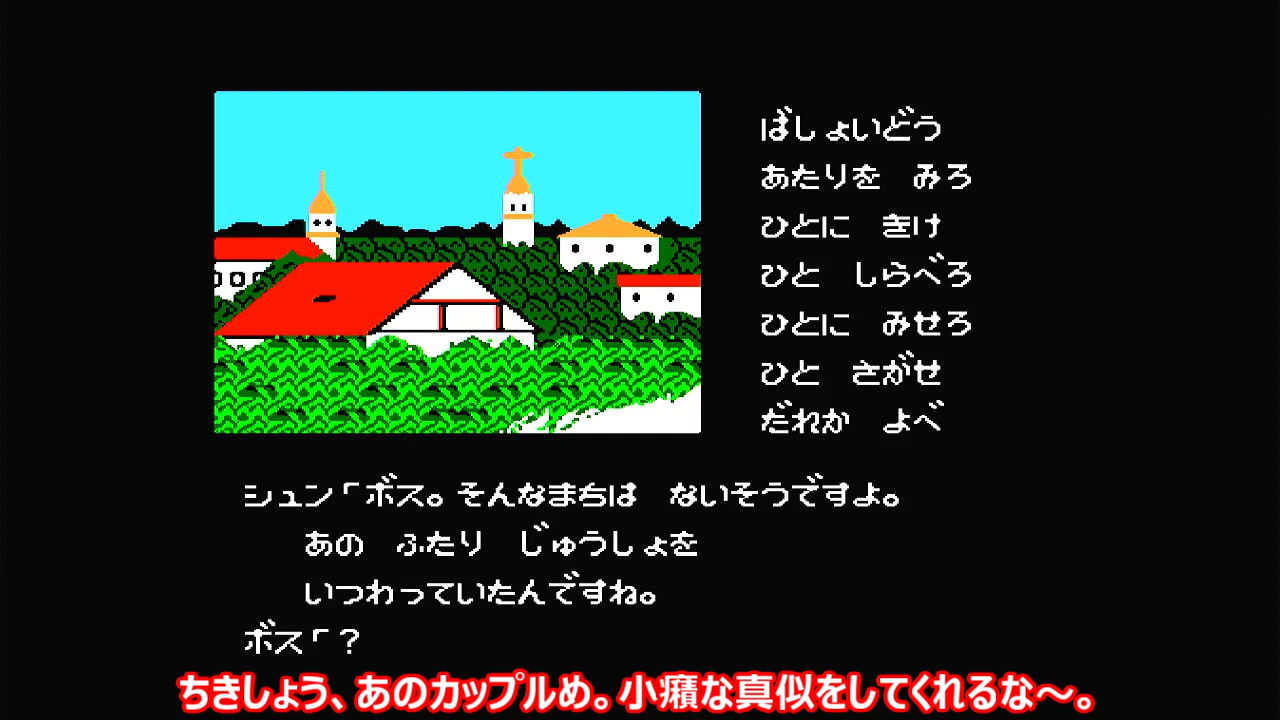 ばしょいどう
あたりを　みろ
ひとに　きけ
ひと　しらべろ
ひとに　みせろ
ひと　さがせ
だれか　よべ
シュン「ボス。そんなまちは　ないそうですよ。
あの　ふたり　じゅうしょを
いつわっていたんですね。
ボス「？
ちきしょう、あのカップルめ。小癪な真似をしてくれるな～。